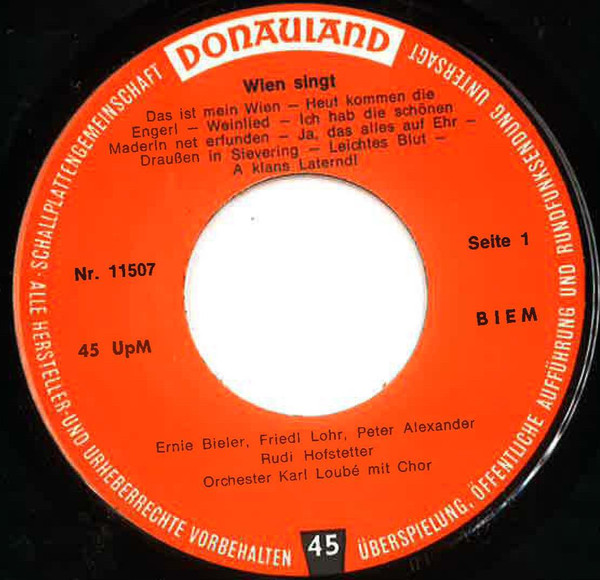 DONAULAND
Wien singt
Das ist mein Wien — Heut kommen die
Engerl — Weinlied — Ich hab die schönen
Maderln net erfunden — Ja, das alles auf Ehr —
Draußen in Sievering — Leichtes Blut —
A klans Laterndl
Nr. 11507
Seite 1
45 UpM
BIEM
Ernie Bieler, Friedl Lohr, Peter Alexander
Rudi Hofstetter
Orchester Karl Loubé mit Chor
45
· SCHALLPLATTENGEMEINSCHAFT
ALLE HERSTELLER-UND URHEBERRECHTE VORBEHALTEN
ÜBERSPIELUNG, ÖFFENTLICHE AUFFÜHRUNG UND RUNDFUNKSENDUNG UNTERSAGT